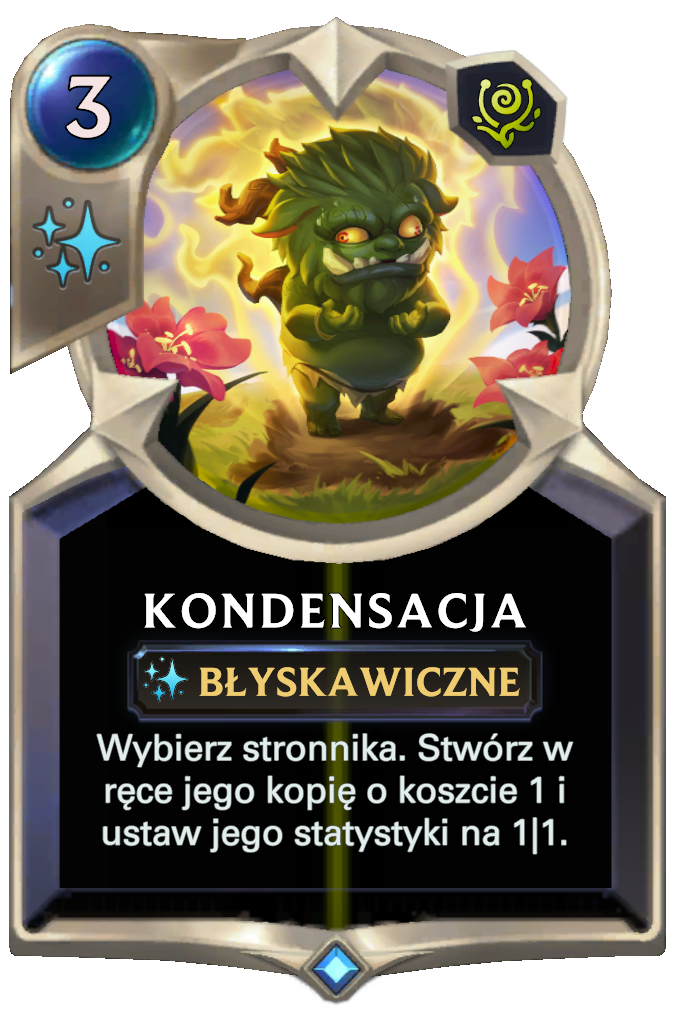 3
KONDENSACJA
BŁYSKAWICZNE
Wybierz stronnika. Stwórz w
ręce jego kopię o koszcie 1 i
ustaw jego statystyki na 1|1.